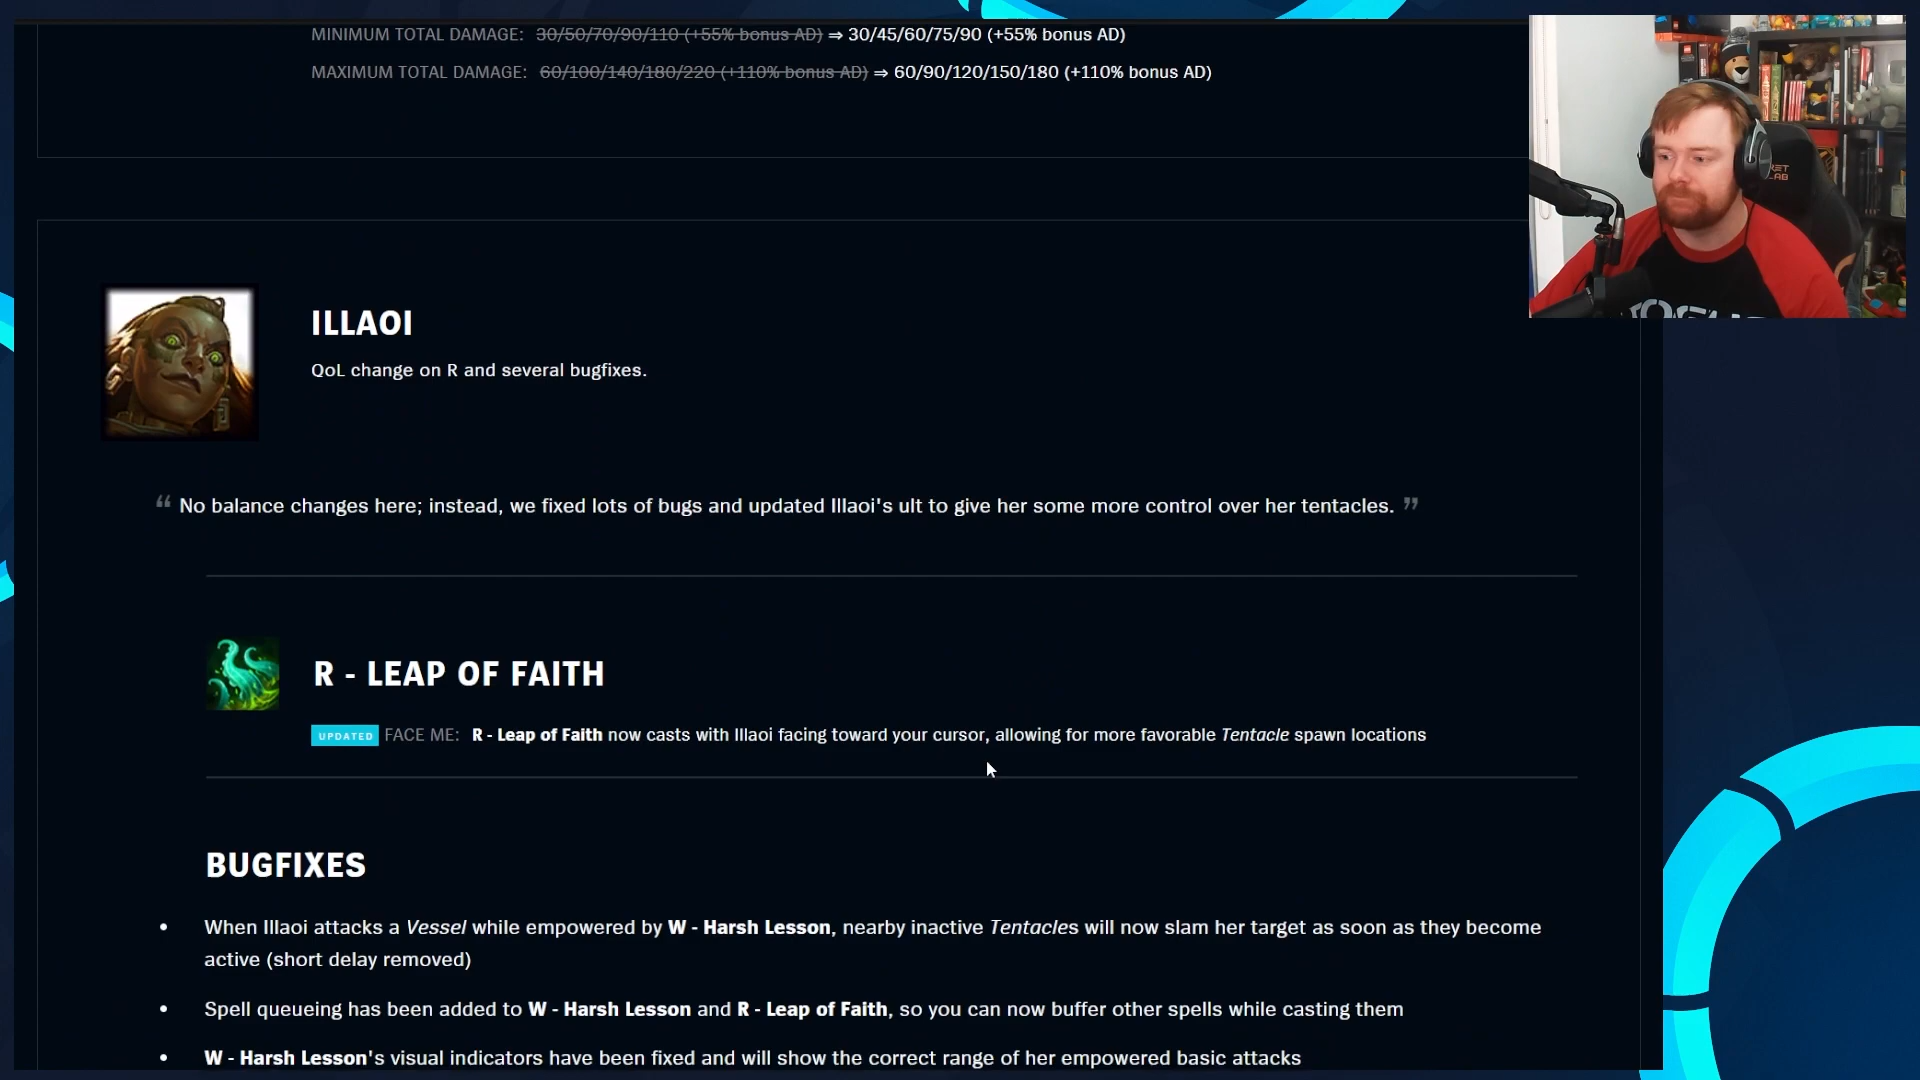 MINIMUM TOTAL DAMAGE: 30/50/70/90/110 (+55% bonus AD) ⇒ 30/45/60/75/90 (+55% bonus AD)
MAXIMUM TOTAL DAMAGE: 60/100/140/180/220 (+110% bonus AD) ⇒ 60/90/120/150/180 (+110% bonus AD)
ILLAOI
QoL change on R and several bugfixes.
“ No balance changes here; instead, we fixed lots of bugs and updated Illaoi's ult to give her some more control over her tentacles. ”
R - LEAP OF FAITH
UPDATED FACE ME: R - Leap of Faith now casts with Illaoi facing toward your cursor, allowing for more favorable Tentacle spawn locations
BUGFIXES
• When Illaoi attacks a Vessel while empowered by W - Harsh Lesson, nearby inactive Tentacles will now slam her target as soon as they become
active (short delay removed)
• Spell queueing has been added to W - Harsh Lesson and R - Leap of Faith, so you can now buffer other spells while casting them
• W - Harsh Lesson's visual indicators have been fixed and will show the correct range of her empowered basic attacks